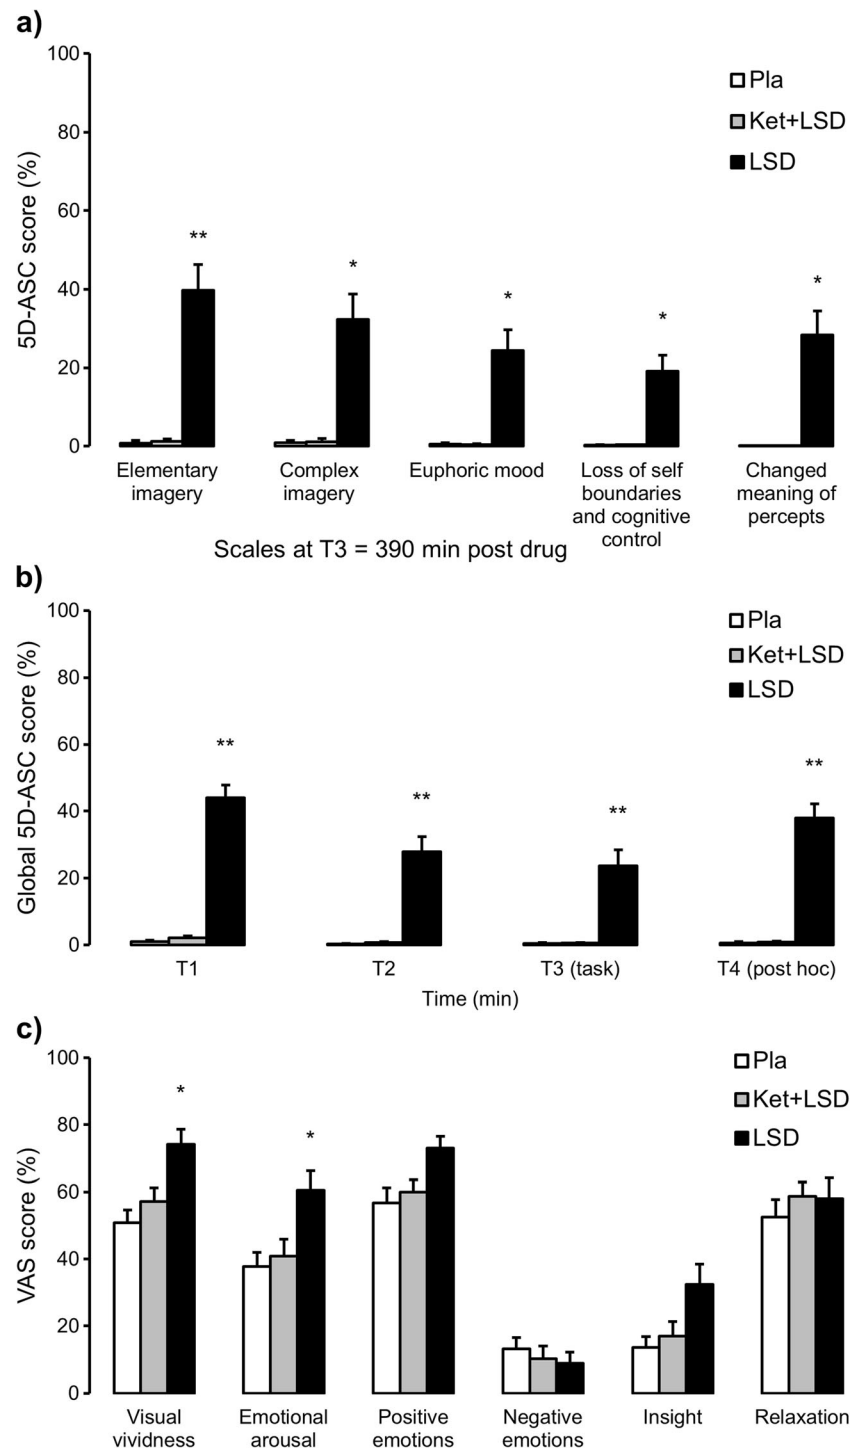 a)
100
80
60
40
20
0
5D-ASC score (%)
Pla
Ket+LSD
LSD
**
*
*
*
*
Elementary
imagery
Complex
imagery
Euphoric mood
Loss of self
boundaries
and cognitive
control
Changed
meaning of
percepts
Scales at T3 = 390 min post drug
b)
100
80
60
40
20
0
Global 5D-ASC score (%)
Pla
Ket+LSD
LSD
**
**
**
**
T1
T2
T3 (task)
T4 (post hoc)
Time (min)
c)
100
80
60
40
20
0
VAS score (%)
Pla
Ket+LSD
LSD
*
*
Visual
vividness
Emotional
arousal
Positive
emotions
Negative
emotions
Insight
Relaxation